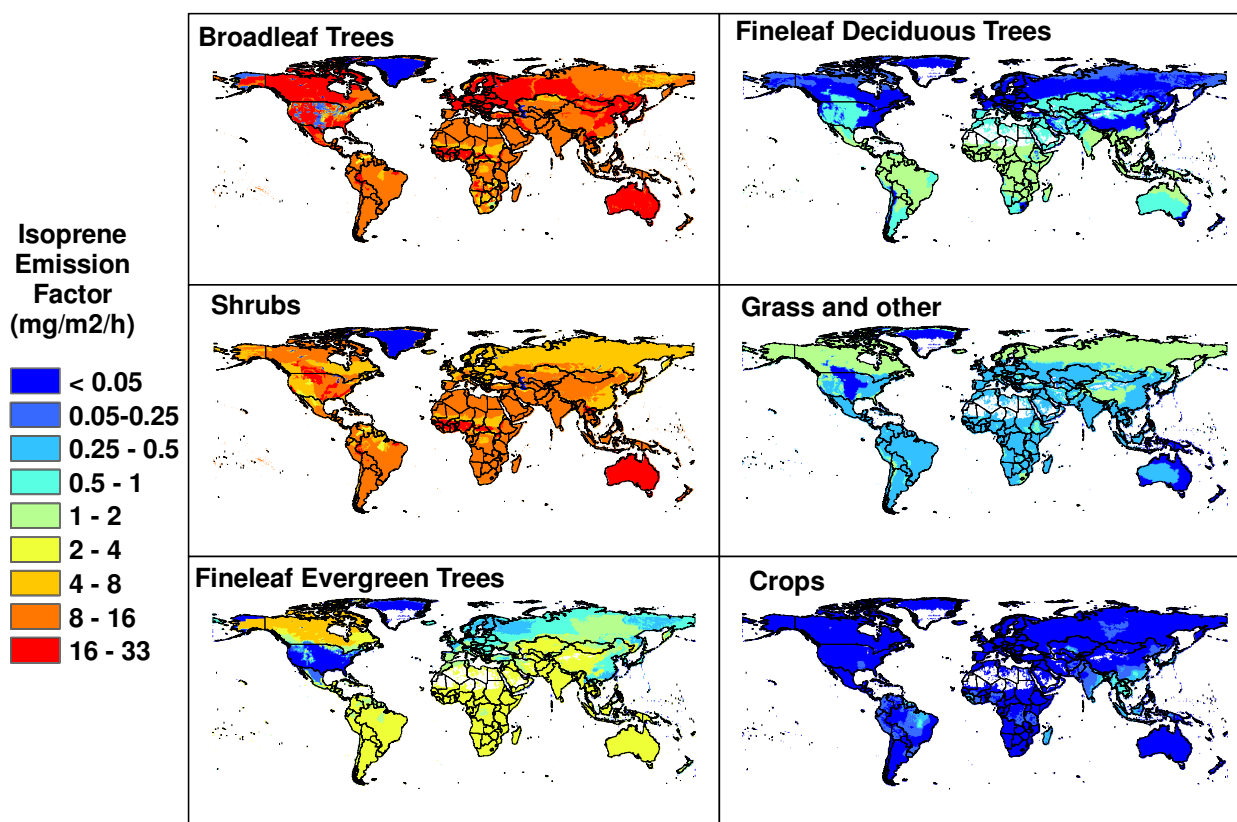 Broadleaf Trees
Fineleaf Deciduous Trees
Shrubs
Grass and other
Fineleaf Evergreen Trees
Crops
Isoprene
Emission
Factor
(mg/m2/h)
< 0.05
0.05-0.25
0.25 - 0.5
0.5 - 1
1 - 2
2 - 4
4 - 8
8 - 16
16 - 33